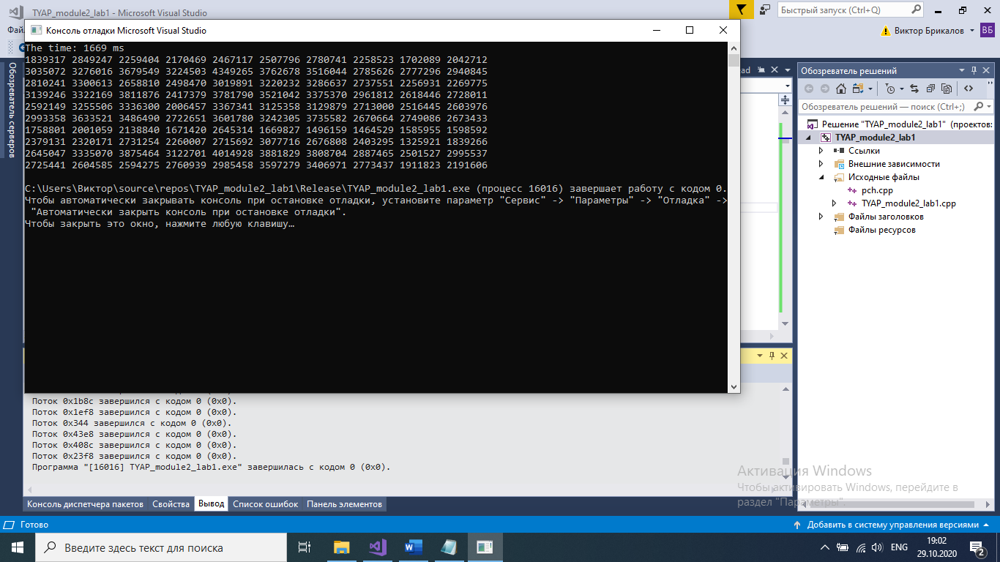 TYAP_module2_lab1 - Microsoft Visual Studio
Быстрый запуск (Ctrl+Q)
Фай
Виктор Брикалов
ВБ
Консоль отладки Microsoft Visual Studio
The time: 1669 ms
1839317 2849247 2259404 2170469 2467117 2507796 2780741 2258523 1702089 2042712
3035072 3276016 3679549 3224503 4349265 3762678 3516044 2785626 2777296 2940845
2810241 3300613 2658810 2498470 3019891 3220232 3286637 2737551 2256931 2269775
3139246 3322169 3811876 2417379 3781790 3521042 3375370 2961812 2618446 2728011
2592149 3255506 3336300 2006457 3367341 3125358 3129879 2713000 2516445 2603976
2993358 3633521 3486490 2722651 3601780 3242305 3735582 2670664 2749086 2673433
1758801 2001059 2138840 1671420 2645314 1669827 1496159 1464529 1585955 1598592
2379131 2320171 2731254 2260007 2715692 3077716 2676808 2403295 1325921 1839266
2645047 3335070 3875464 3122701 4014928 3881829 3808704 2887465 2501527 2995537
2725441 2604585 2594275 2760939 2985458 3597279 3406971 2773437 1911823 2191606
C:\Users\Виктор\source\repos\TYAP_module2_lab1\Release\TYAP_module2_lab1.exe (процесс 16016) завершает работу с кодом 0.
Чтобы автоматически закрывать консоль при остановке отладки, установите параметр "Сервис" -> "Параметры" -> "Отладка" ->
"Автоматически закрыть консоль при остановке отладки".
Чтобы закрыть это окно, нажмите любую клавишу…
Обозреватель серверов
ad
Обозреватель решений
Обозреватель решений — поиск (Ctrl+;)
Решение "TYAP_module2_lab1" (проектов:
TYAP_module2_lab1
Ссылки
Внешние зависимости
Исходные файлы
pch.cpp
TYAP_module2_lab1.cpp
Файлы заголовков
Файлы ресурсов
Поток 0x1b8c завершился с кодом 0 (0x0).
Поток 0x1ef8 завершился с кодом 0 (0x0).
Поток 0x344 завершился с кодом 0 (0x0).
Поток 0x43e8 завершился с кодом 0 (0x0).
Поток 0x408c завершился с кодом 0 (0x0).
Поток 0x23f8 завершился с кодом 0 (0x0).
Программа "[16016] TYAP_module2_lab1.exe" завершилась с кодом 0 (0x0).
Активация Windows
Чтобы активировать Windows, перейдите в
раздел "Параметры".
Консоль диспетчера пакетов Свойства Вывод Список ошибок Панель элементов
Готово
Добавить в систему управления версиями
Введите здесь текст для поиска
ENG
19:02
29.10.2020
2